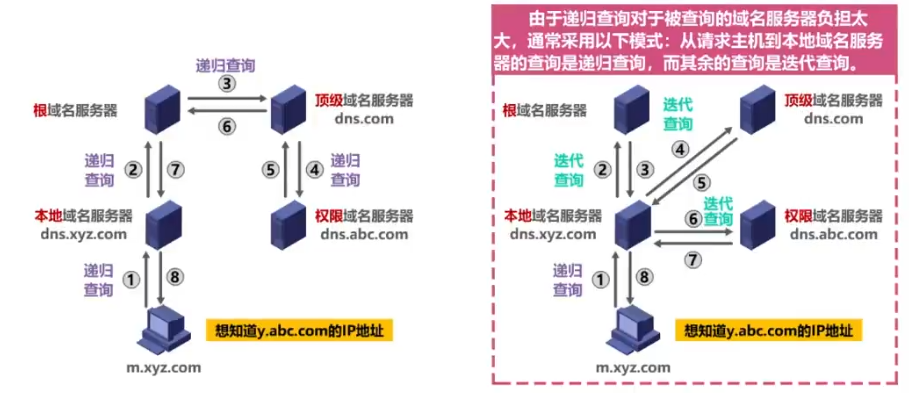 递归查询
③
根域名服务器
⑥
顶级域名服务器
dns.com
递归
查询
②
⑦
⑤
④
递归
查询
本地域名服务器
dns.xyz.com
权限域名服务器
dns.abc.com
递归
查询
①
⑧
想知道y.abc.com的IP地址
m.xyz.com
由于递归查询对于被查询的域名服务器负担太
大，通常采用以下模式：从请求主机到本地域名服务
器的查询是递归查询，而其余的查询是迭代查询。
根域名服务器
迭代
查询
顶级域名服务器
dns.com
迭代
查询
②
③
④
⑤
本地域名服务器
dns.xyz.com
迭代
查询
⑥
⑦
权限域名服务器
dns.abc.com
递归
查询
①
⑧
想知道y.abc.com的IP地址
m.xyz.com